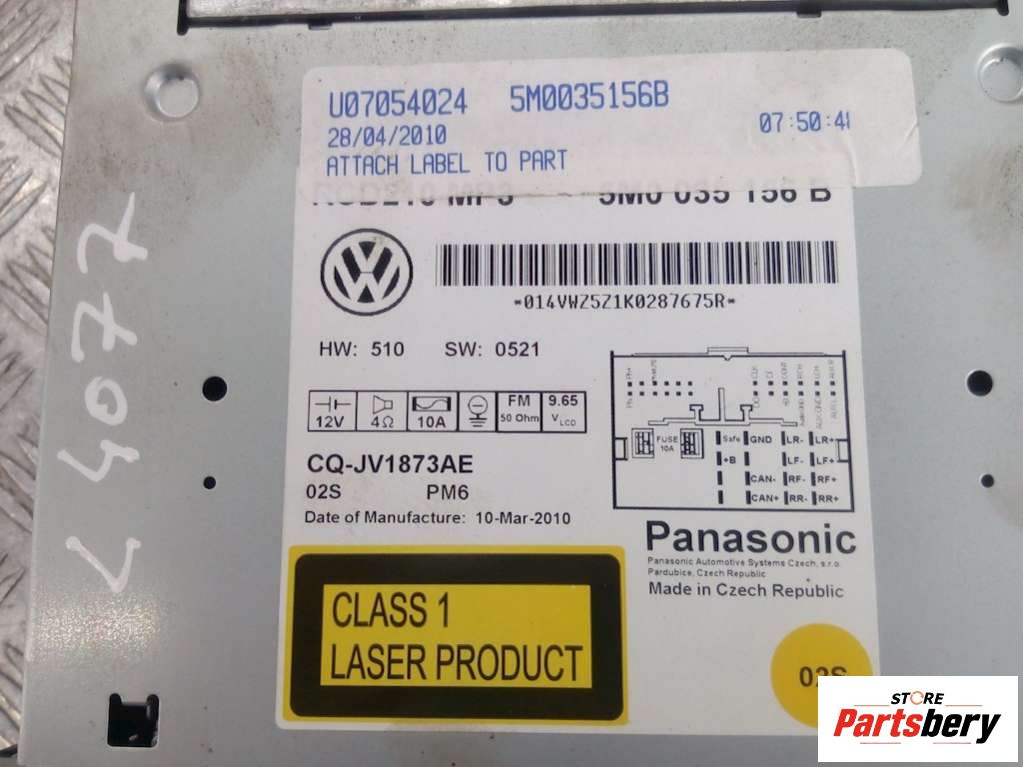 U07054024 5M0035156B
28/04/2010 07:50:4
ATTACH LABEL TO PART
RCD210 MP3 5M0 035 156 B
*014VWZ5Z1K0287675R*
HW: 510 SW: 0521
12V 4Ω 10A FM 50 Ohm 9.65 VLCD
CQ-JV1873AE
02S PM6
Date of Manufacture: 10-Mar-2010
FUSE 10A
Safe GND LR- LR+
+B LF- LF+
CAN- RF- RF+
CAN+ RR- RR+
Panasonic
Panasonic Automotive Systems Czech, s.r.o.
Pardubice, Czech Republic
Made in Czech Republic
CLASS 1
LASER PRODUCT
02S
STORE
Partsbery